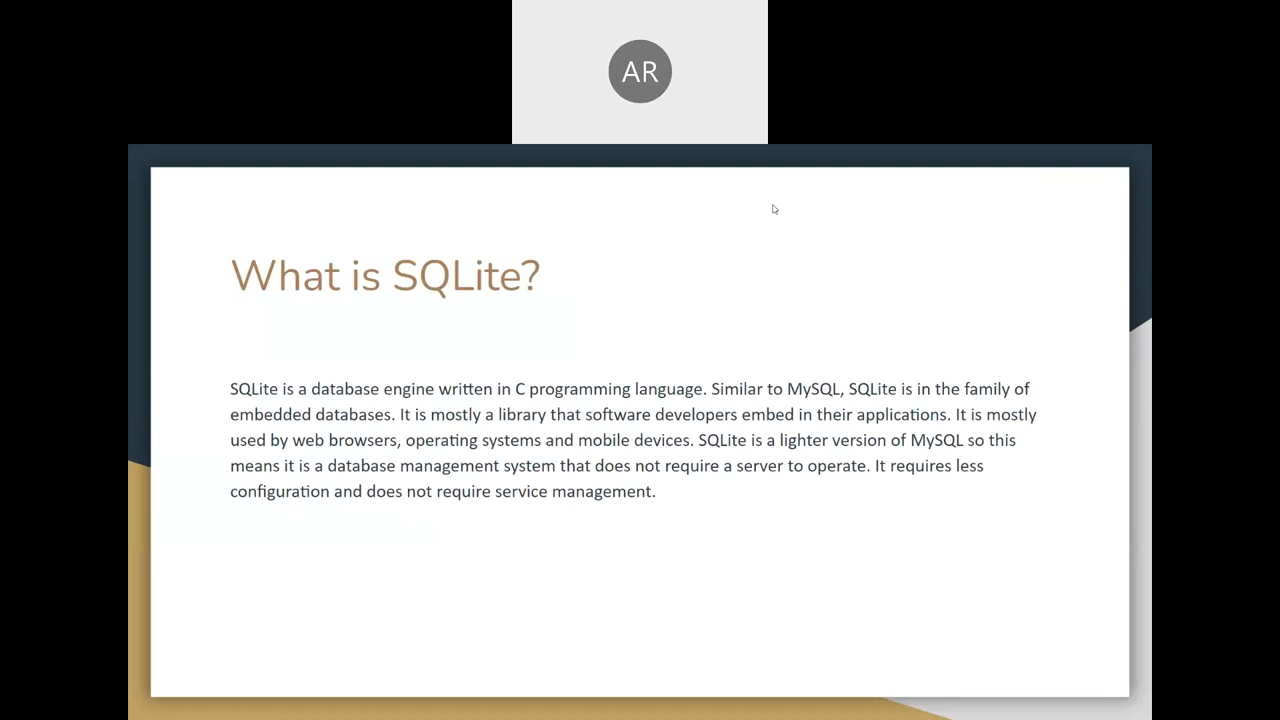 AR
What is SQLite?
SQLite is a database engine written in C programming language. Similar to MySQL, SQLite is in the family of
embedded databases. It is mostly a library that software developers embed in their applications. It is mostly
used by web browsers, operating systems and mobile devices. SQLite is a lighter version of MySQL so this
means it is a database management system that does not require a server to operate. It requires less
configuration and does not require service management.